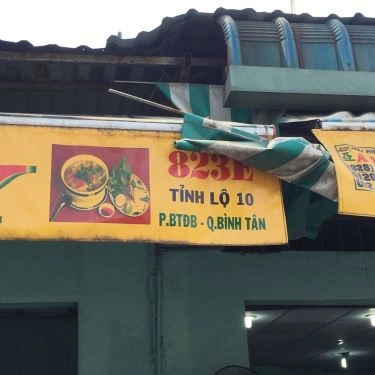 823E
TỈNH LỘ 10
P.BTĐB - Q.BÌNH TÂN